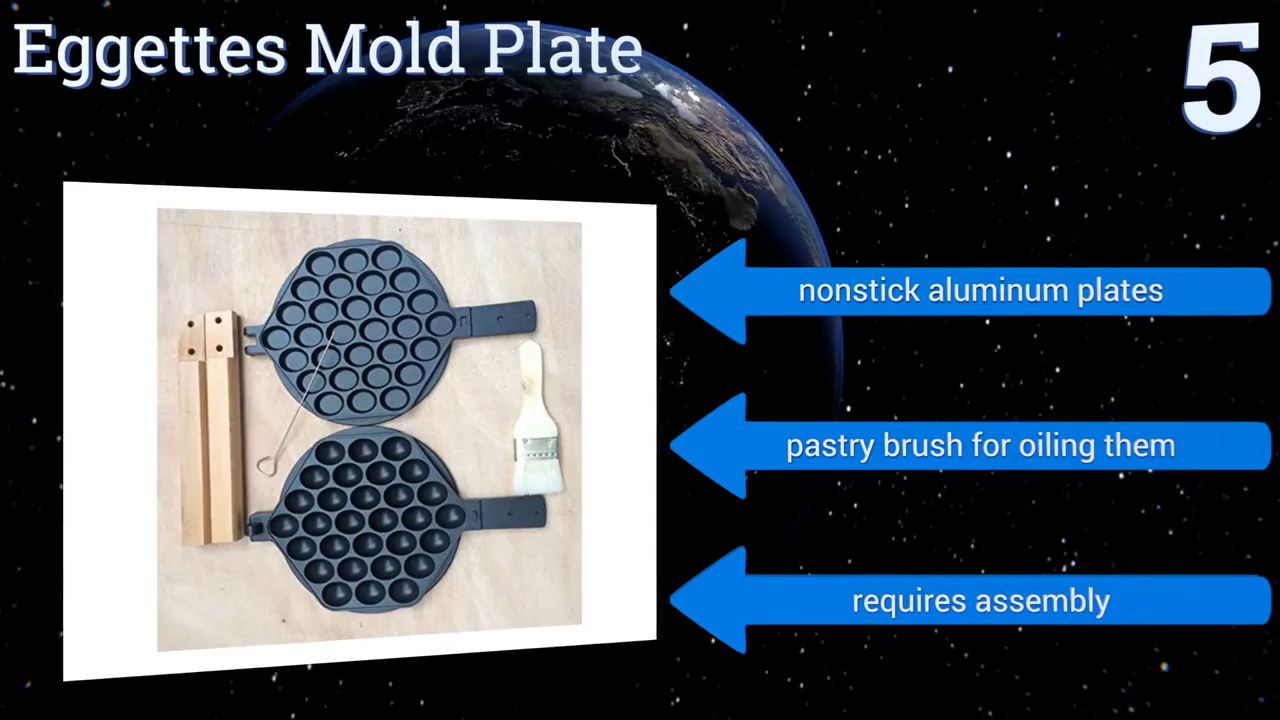 Eggettes Mold Plate
5
nonstick aluminum plates
pastry brush for oiling them
requires assembly